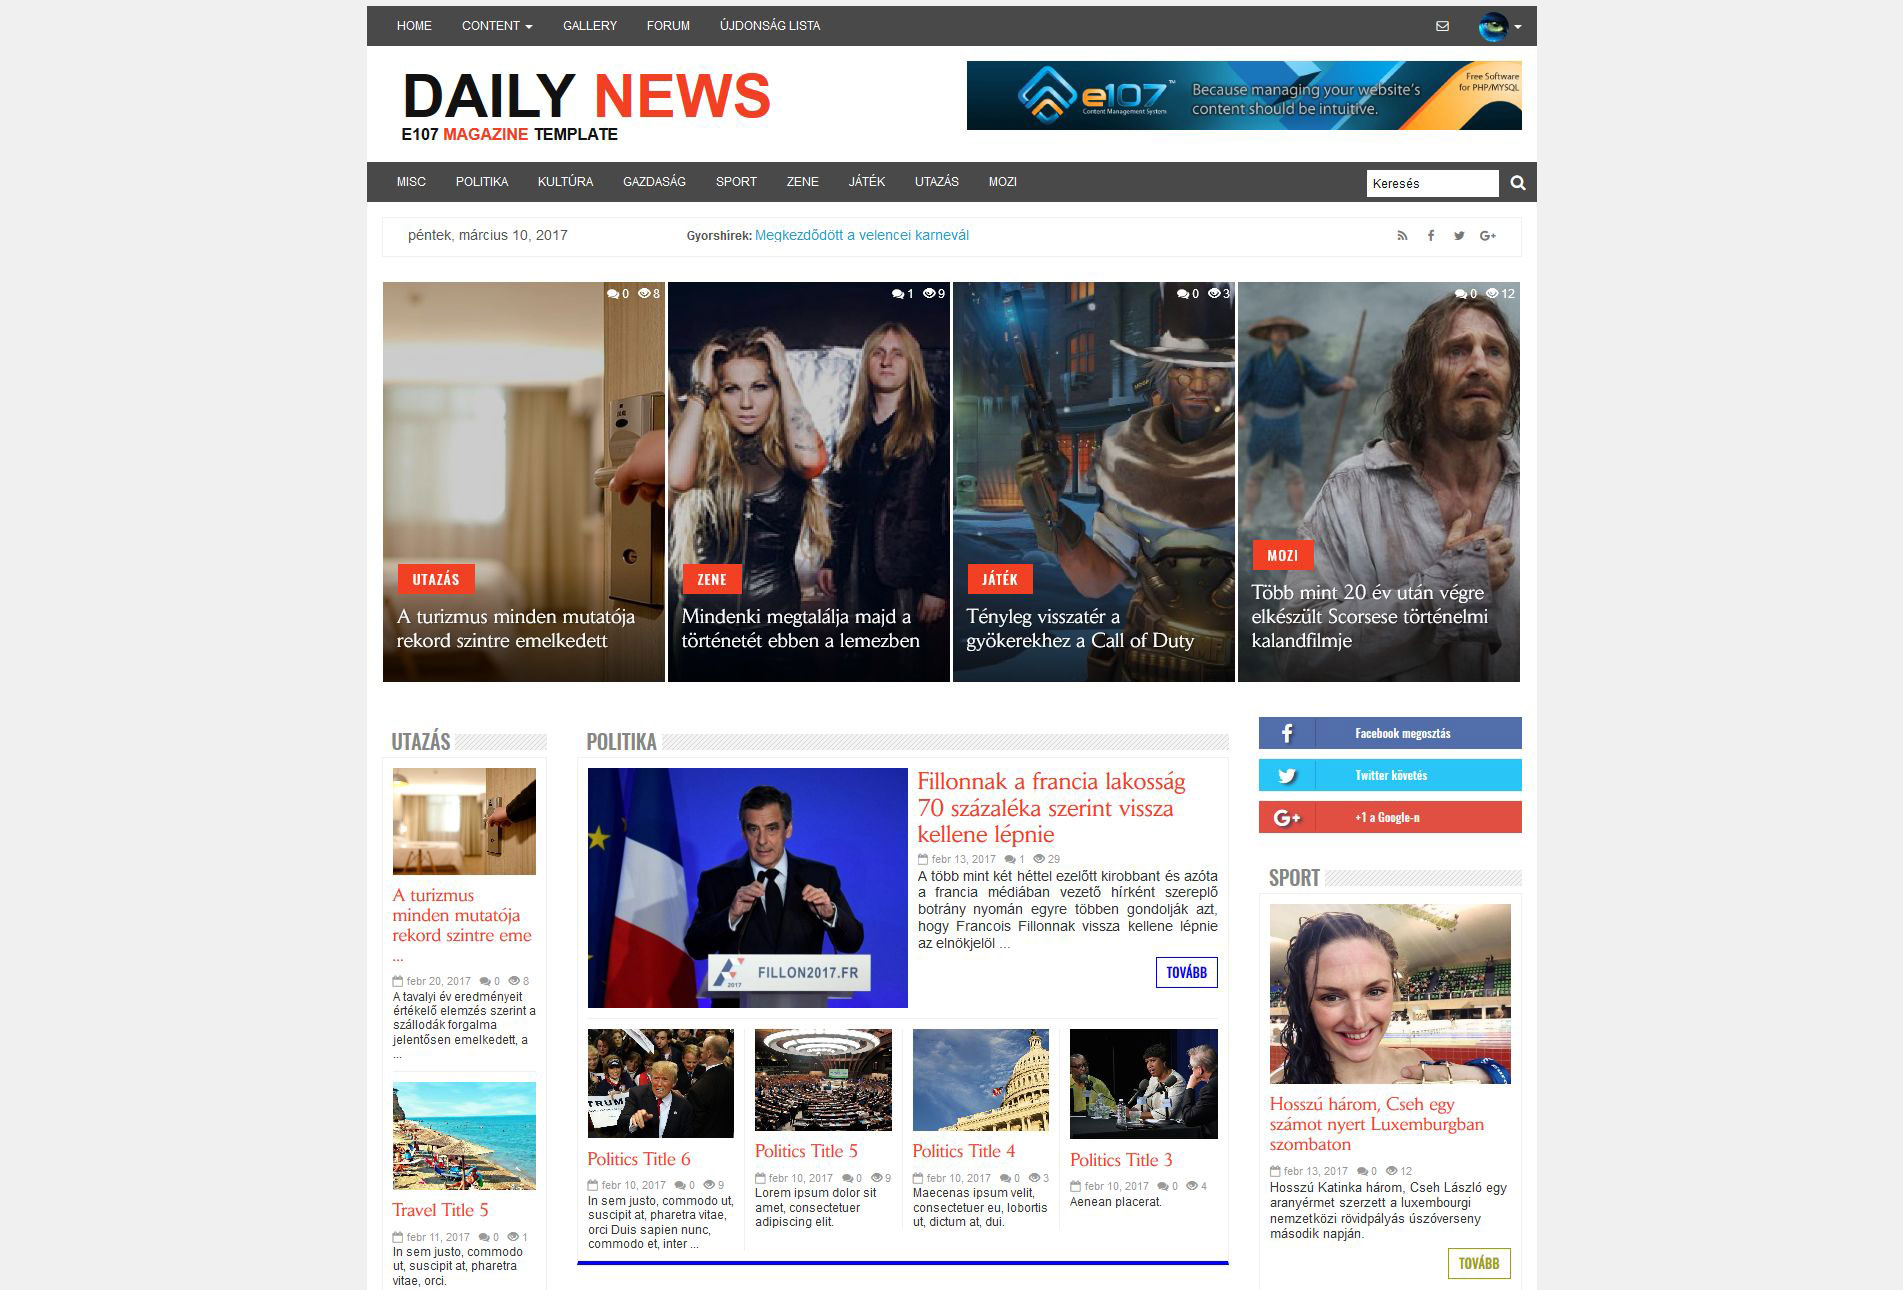 HOME CONTENT GALLERY FORUM ÚJDONSÁG LISTA
DAILY NEWS
E107 MAGAZINE TEMPLATE
e107™
Content Management System
Because managing your website's
content should be intuitive.
Free Software
for PHP/MYSQL
MISC POLITIKA KULTÚRA GAZDASÁG SPORT ZENE JÁTÉK UTAZÁS MOZI
Keresés
péntek, március 10, 2017
Gyorshírek: Megkezdődött a velencei karnevál
G+
0 8
UTAZÁS
A turizmus minden mutatója
rekord szintre emelkedett
1 9
ZENE
Mindenki megtalálja majd a
történetét ebben a lemezben
0 3
JÁTÉK
Tényleg visszatér a
gyökerekhez a Call of Duty
0 12
MOZI
Több mint 20 év után végre
elkészült Scorsese történelmi
kalandfilmje
UTAZÁS
A turizmus
minden mutatója
rekord szintre eme
...
febr 20, 2017 0 8
A tavalyi év eredményeit
értékelő elemzés szerint a
szállodák forgalma
jelentősen emelkedett, a
...
Travel Title 5
febr 11, 2017 0 1
In sem justo, commodo
ut, suscipit at, pharetra
vitae, orci.
POLITIKA
2017
FILLON2017.FR
Fillonnak a francia lakosság
70 százaléka szerint vissza
kellene lépnie
febr 13, 2017 1 29
A több mint két héttel ezelőtt kirobbant és azóta
a francia médiában vezető hírként szereplő
botrány nyomán egyre többen gondolják azt,
hogy Francois Fillonnak vissza kellene lépnie
az elnökjelöl ...
TOVÁBB
TRUMP
Politics Title 6
febr 10, 2017 0 9
In sem justo, commodo ut,
suscipit at, pharetra vitae,
orci Duis sapien nunc,
commodo et, inter ...
Politics Title 5
febr 10, 2017 0 9
Lorem ipsum dolor sit
amet, consectetuer
adipiscing elit.
Politics Title 4
febr 10, 2017 0 3
Maecenas ipsum velit,
consectetuer eu, lobortis
ut, dictum at, dui.
Politics Title 3
febr 10, 2017 0 4
Aenean placerat.
Facebook megosztás
Twitter követés
G+ +1 a Google-n
SPORT
Hosszú három, Cseh egy
számot nyert Luxemburgban
szombaton
febr 13, 2017 0 12
Hosszú Katinka három, Cseh László egy
aranyérmet szerzett a luxembourgi
nemzetközi rövidpályás úszóverseny
második napján.
TOVÁBB